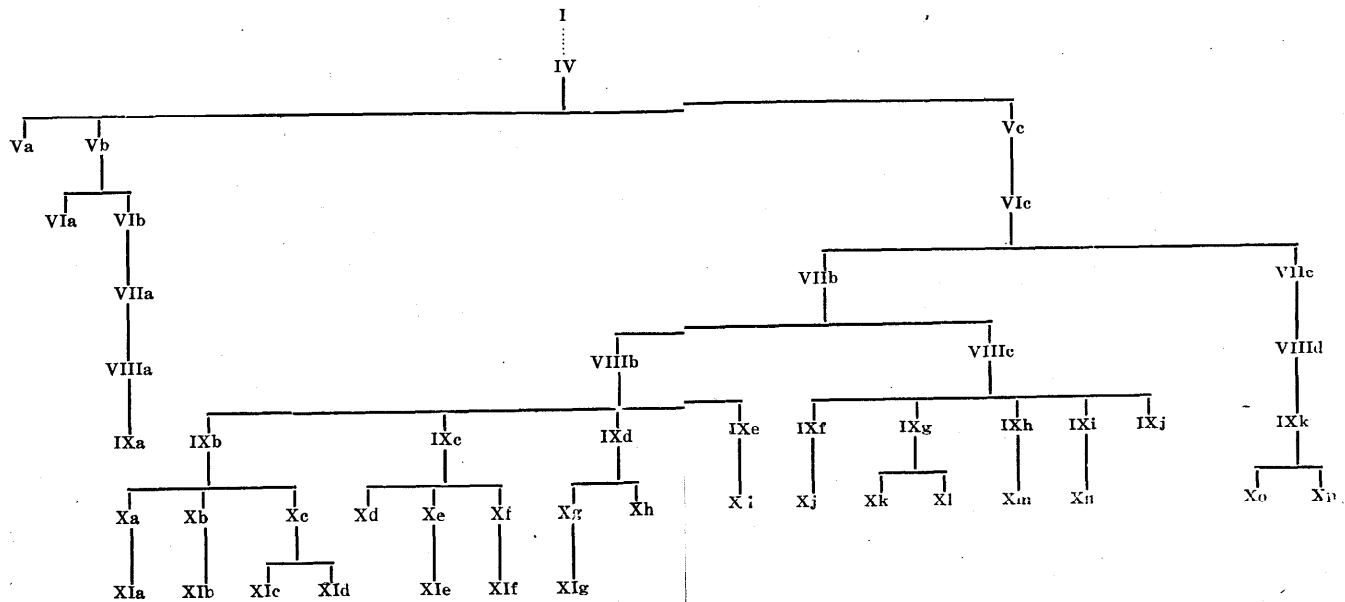 I
IV
Va Vb Vc
VIa VIb VIc
VIIa VIIb VIIc
VIIIa VIIIb VIIIc VIIId
IXa IXb IXc IXd IXe IXf IXg IXh IXi IXj IXk
Xa Xb Xc Xd Xe Xf Xg Xh Xi Xj Xk Xl Xm Xn Xo
XIa XIb XIc XId XIe XIf XIg